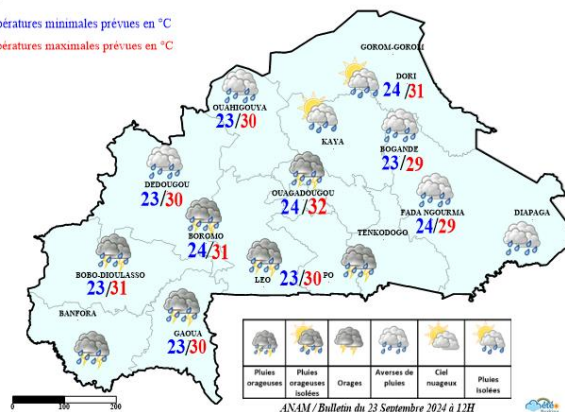 pératures minimales prévues en °C
pératures maximales prévues en °C
GOROM-GOROM
DORI
24/31
OUAHIGOUYA
23/30
KAYA
BOGANDE
23/29
DEDOUGOU
23/30
OUAGADOUGOU
24/32
FADA NGOURMA
24/29
DIAPAGA
BOROMO
24/31
TENKODOGO
BOBO-DIOULASSO
23/31
LEO
23/30
PO
BANFORA
GAOUA
23/30
Pluies orageuses
Pluies orageuses isolées
Orages
Averses de pluies
Ciel nuageux
Pluies isolées
0 100 200
ANAM / Bulletin du 23 Septembre 2024 à 12H